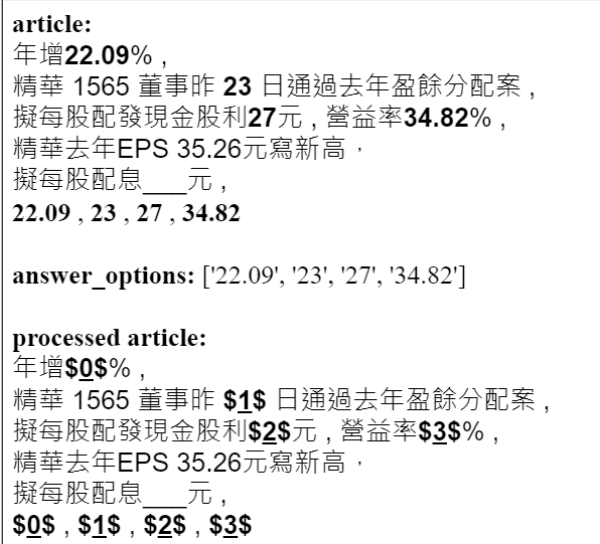 article:
年增22.09% ,
精華 1565 董事昨 23 日通過去年盈餘分配案 ,
擬每股配發現金股利27元 , 營益率34.82% ,
精華去年EPS 35.26元寫新高，
擬每股配息___元 ,
22.09 , 23 , 27 , 34.82
answer_options: ['22.09', '23', '27', '34.82']
processed article:
年增$0$% ,
精華 1565 董事昨 $1$ 日通過去年盈餘分配案 ,
擬每股配發現金股利$2$元 , 營益率$3$% ,
精華去年EPS 35.26元寫新高，
擬每股配息___元 ,
$0$ , $1$ , $2$ , $3$